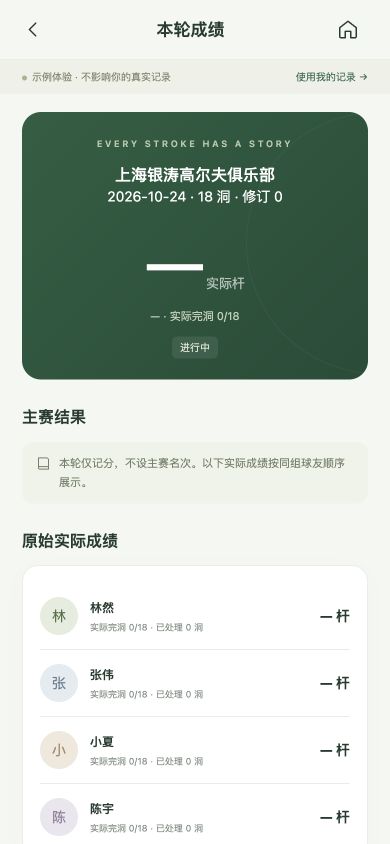 本轮成绩
示例体验 · 不影响你的真实记录
使用我的记录 →
EVERY STROKE HAS A STORY
上海银涛高尔夫俱乐部
2026-10-24 · 18 洞 · 修订 0
— 实际杆
— · 实际完洞 0/18
进行中
主赛结果
本轮仅记分，不设主赛名次。以下实际成绩按同组球友顺序
展示。
原始实际成绩
林
林然
实际完洞 0/18 · 已处理 0 洞
— 杆
张
张伟
实际完洞 0/18 · 已处理 0 洞
— 杆
小
小夏
实际完洞 0/18 · 已处理 0 洞
— 杆
陈
陈宇
实际完洞 0/18 · 已处理 0 洞
— 杆